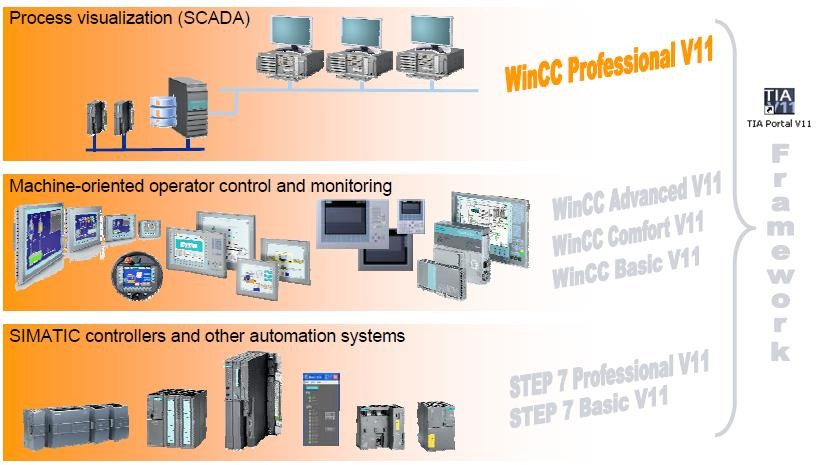 Process visualization (SCADA)
WinCC Professional V11
TIA
V11
TIA Portal V11
Framework
Machine-oriented operator control and monitoring
WinCC Advanced V11
WinCC Comfort V11
WinCC Basic V11
SIMATIC controllers and other automation systems
STEP 7 Professional V11
STEP 7 Basic V11